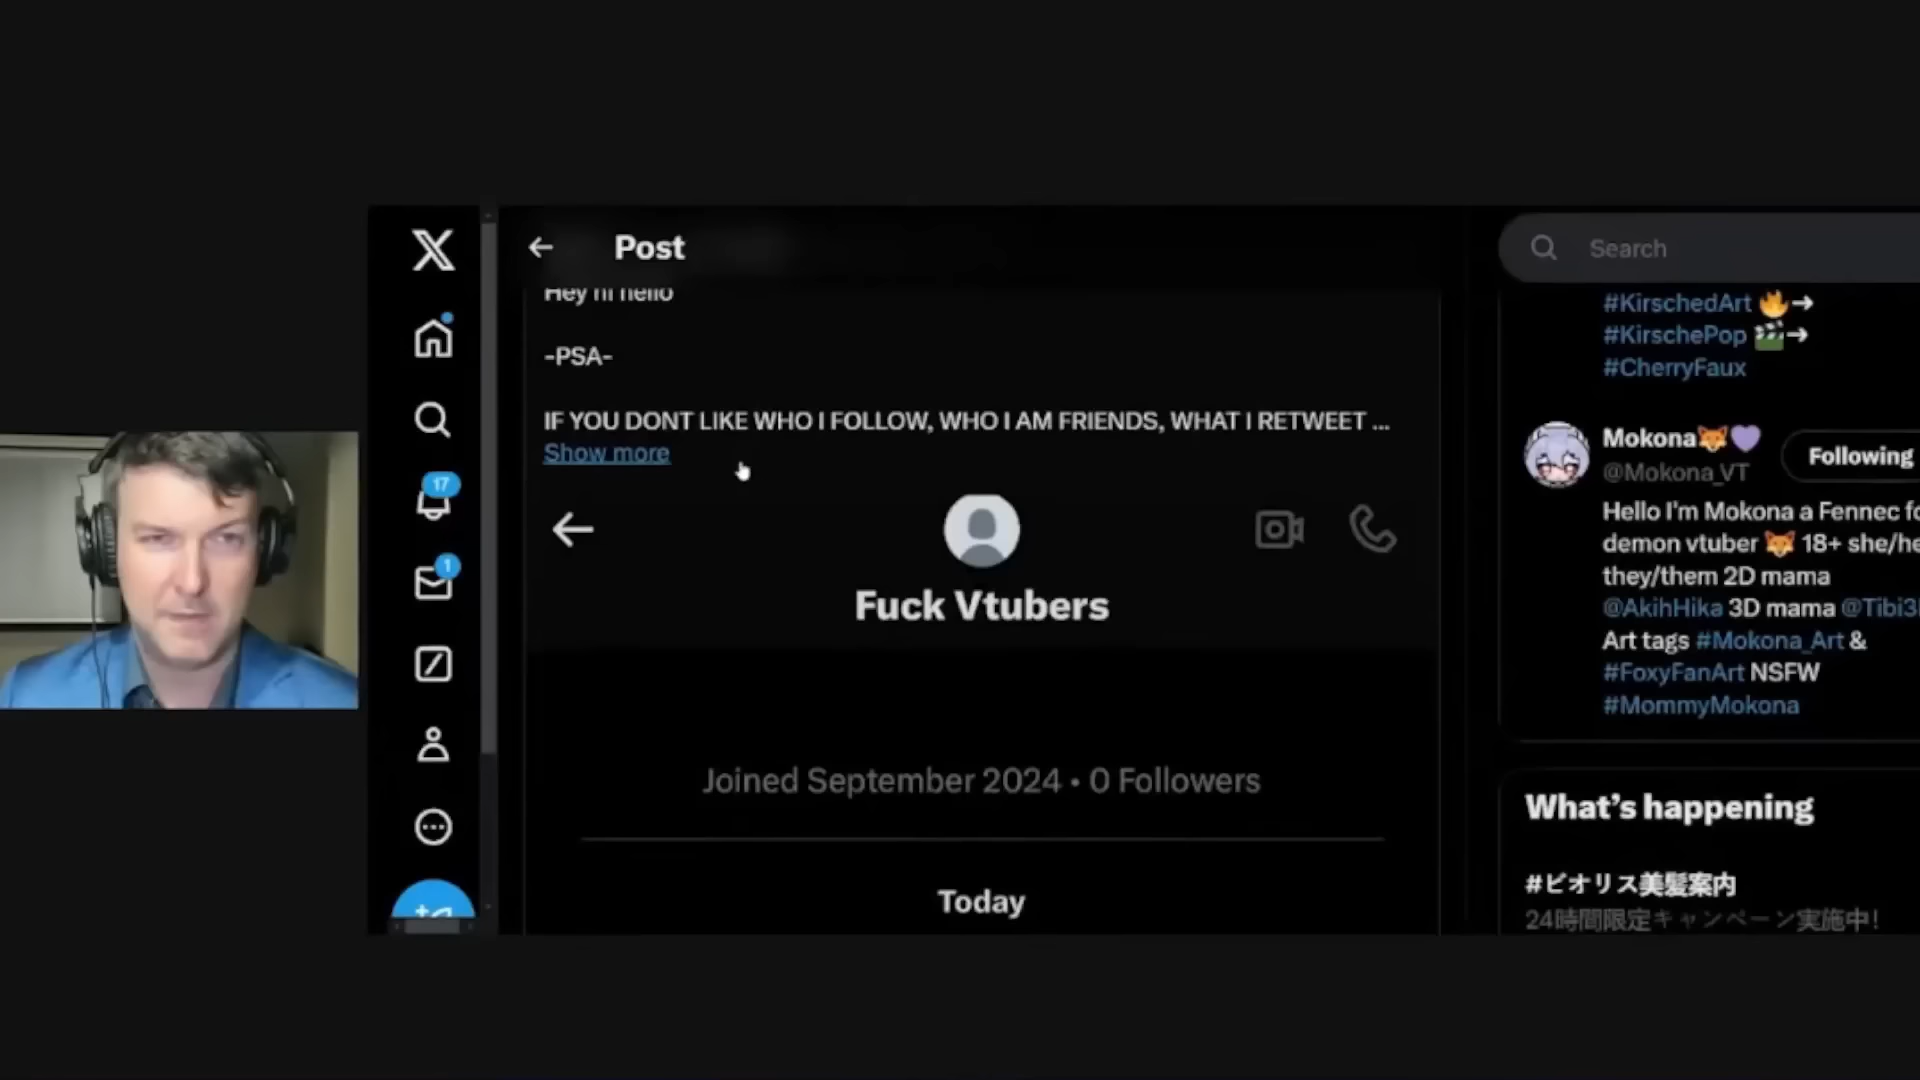 Post
Hey hi hello
-PSA-
IF YOU DONT LIKE WHO I FOLLOW, WHO I AM FRIENDS, WHAT I RETWEET ...
Show more
Fuck Vtubers
Joined September 2024 • 0 Followers
Today
17
1
Search
#KirschedArt 🔥→
#KirschePop 🎬→
#CherryFaux
Mokona🦊💜
@Mokona_VT
Following
Hello I'm Mokona a Fennec fo
demon vtuber 🦊 18+ she/he
they/them 2D mama
@AkihHika 3D mama @Tibi3
Art tags #Mokona_Art &
#FoxyFanArt NSFW
#MommyMokona
What's happening
#ビオリス美髪案内
24時間限定キャンペーン実施中!